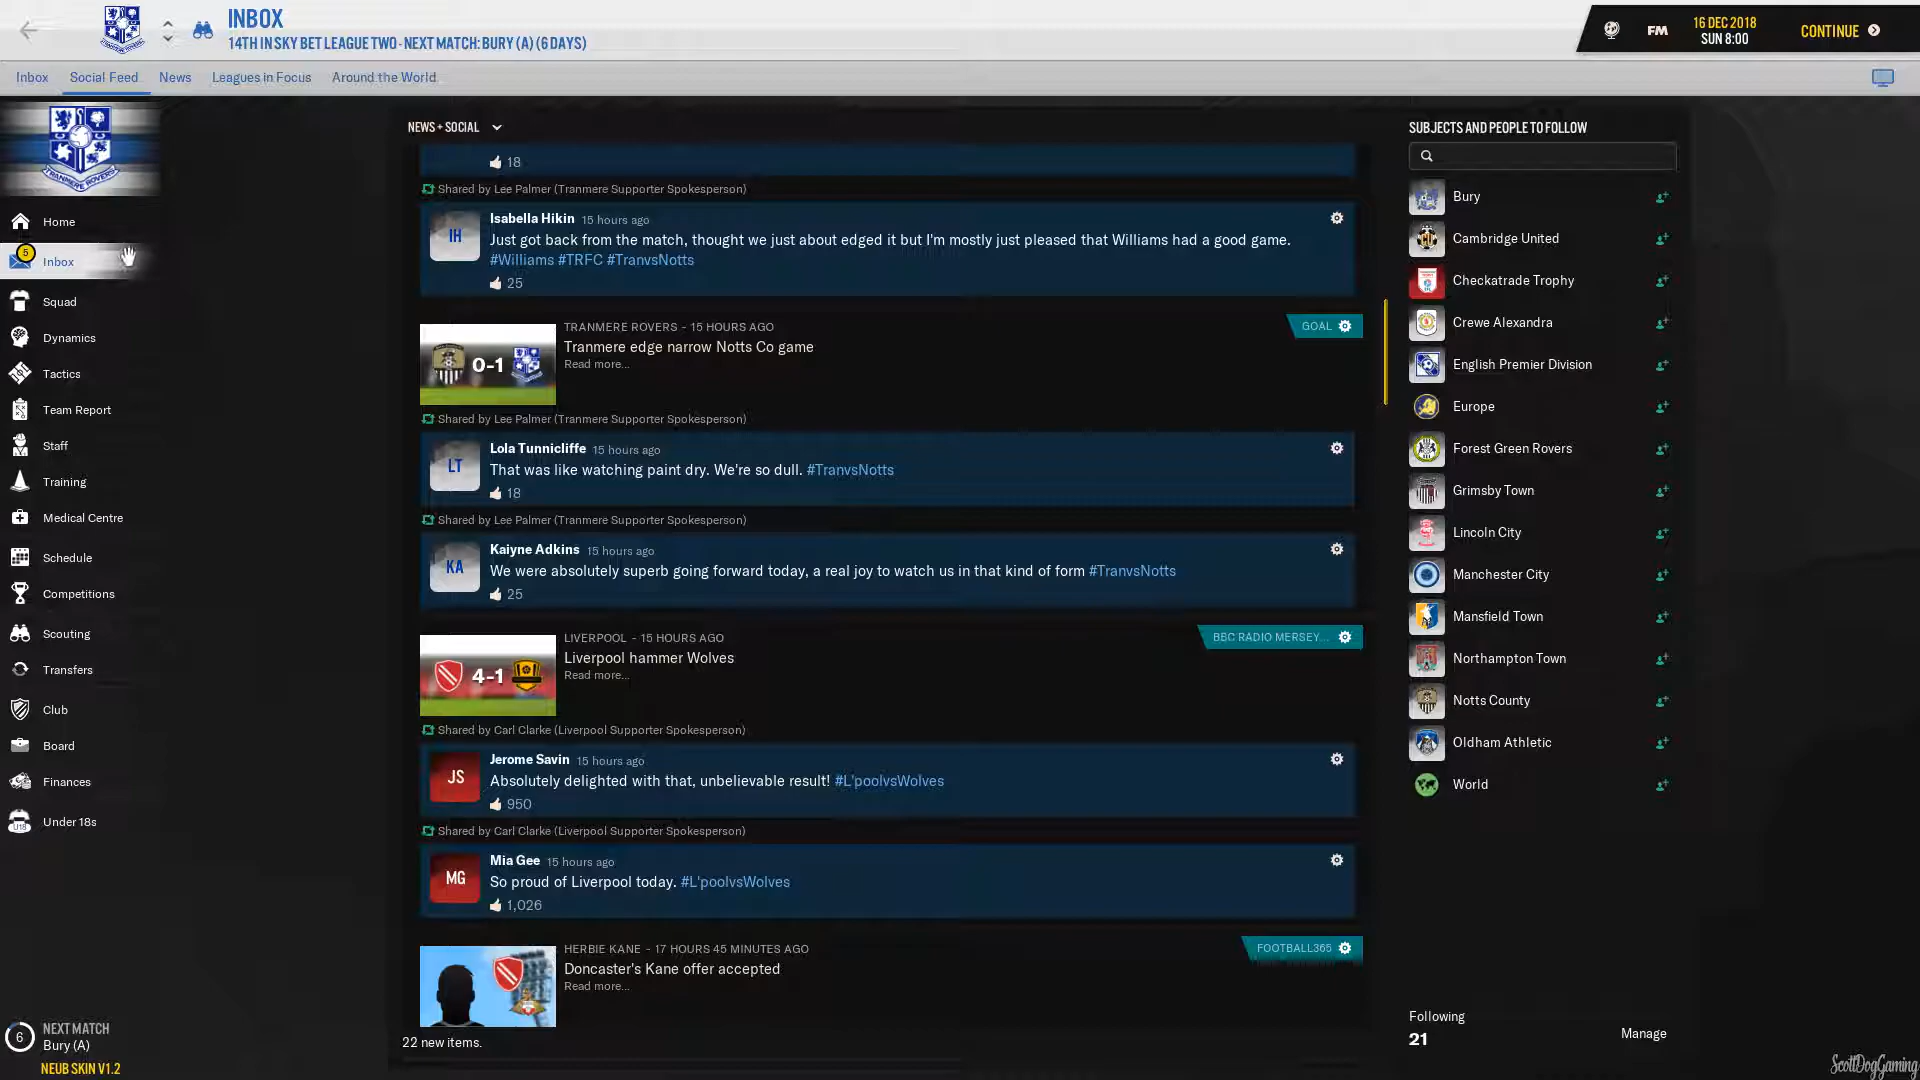 INBOX
14TH IN SKY BET LEAGUE TWO - NEXT MATCH: BURY (A) (6 DAYS)
FM
16 DEC 2018
SUN 8:00
CONTINUE
Inbox
Social Feed
News
Leagues in Focus
Around the World
TRANMERE ROVERS
Home
5
Inbox
Squad
Dynamics
Tactics
Team Report
Staff
Training
Medical Centre
Schedule
Competitions
Scouting
Transfers
Club
Board
Finances
U18
Under 18s
6
NEXT MATCH
Bury (A)
NEUB SKIN V1.2
NEWS + SOCIAL
18
Shared by Lee Palmer (Tranmere Supporter Spokesperson)
IH
Isabella Hikin 15 hours ago
Just got back from the match, thought we just about edged it but I'm mostly just pleased that Williams had a good game.
#Williams #TRFC #TranvsNotts
25
TRANMERE ROVERS - 15 HOURS AGO
GOAL
0-1
Tranmere edge narrow Notts Co game
Read more...
Shared by Lee Palmer (Tranmere Supporter Spokesperson)
LT
Lola Tunnicliffe 15 hours ago
That was like watching paint dry. We're so dull. #TranvsNotts
18
Shared by Lee Palmer (Tranmere Supporter Spokesperson)
KA
Kaiyne Adkins 15 hours ago
We were absolutely superb going forward today, a real joy to watch us in that kind of form #TranvsNotts
25
LIVERPOOL - 15 HOURS AGO
BBC RADIO MERSEY...
4-1
Liverpool hammer Wolves
Read more...
Shared by Carl Clarke (Liverpool Supporter Spokesperson)
JS
Jerome Savin 15 hours ago
Absolutely delighted with that, unbelievable result! #L'poolvsWolves
950
Shared by Carl Clarke (Liverpool Supporter Spokesperson)
MG
Mia Gee 15 hours ago
So proud of Liverpool today. #L'poolvsWolves
1,026
HERBIE KANE - 17 HOURS 45 MINUTES AGO
FOOTBALL365
Doncaster's Kane offer accepted
Read more...
22 new items.
SUBJECTS AND PEOPLE TO FOLLOW
Bury
Cambridge United
Checkatrade Trophy
Crewe Alexandra
English Premier Division
Europe
Forest Green Rovers
Grimsby Town
Lincoln City
Manchester City
Mansfield Town
Northampton Town
Notts County
Oldham Athletic
World
Following
21
Manage
ScottDogGaming